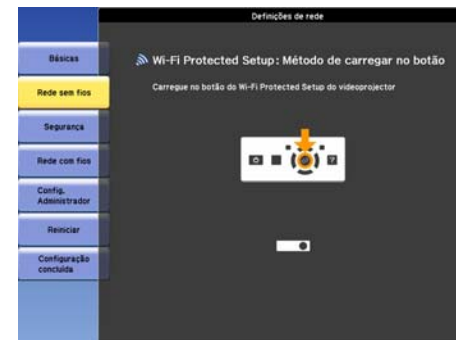 Definições de rede
Básicas
Rede sem fios
Segurança
Rede com fios
Config.
Administrador
Reiniciar
Configuração
concluída
Wi-Fi Protected Setup: Método de carregar no botão
Carregue no botão do Wi-Fi Protected Setup do videoprojector
?